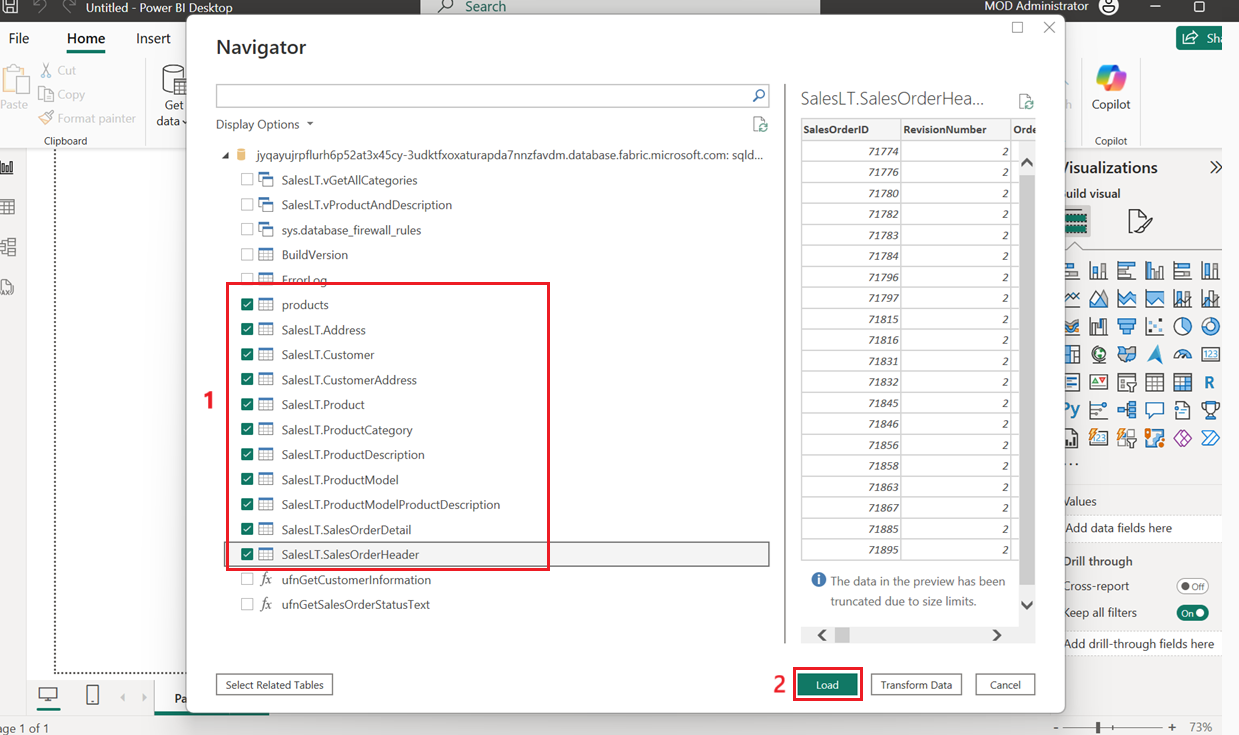 Untitled - Power BI Desktop
Search
MOD Administrator
File
Home
Insert
Paste
Cut
Copy
Format painter
Clipboard
Get
data
Copilot
Copilot
Navigator
Display Options
jyqayujrpflurh6p52at3x45cy-3udktfxoxaturapda7nnzfavdm.database.fabric.microsoft.com: sqld...
SalesLT.vGetAllCategories
SalesLT.vProductAndDescription
sys.database_firewall_rules
BuildVersion
ErrorLog
products
SalesLT.Address
SalesLT.Customer
SalesLT.CustomerAddress
1
SalesLT.Product
SalesLT.ProductCategory
SalesLT.ProductDescription
SalesLT.ProductModel
SalesLT.ProductModelProductDescription
SalesLT.SalesOrderDetail
SalesLT.SalesOrderHeader
fx ufnGetCustomerInformation
fx ufnGetSalesOrderStatusText
Select Related Tables
SalesLT.SalesOrderHea...
SalesOrderID RevisionNumber Orde
71774 2
71776 2
71780 2
71782 2
71783 2
71784 2
71796 2
71797 2
71815 2
71816 2
71831 2
71832 2
71845 2
71846 2
71856 2
71858 2
71863 2
71867 2
71885 2
71895 2
The data in the preview has been
truncated due to size limits.
2
Load
Transform Data
Cancel
Visualizations
uild visual
123
R
Py
123
...
Values
Add data fields here
Drill through
Cross-report
Off
Keep all filters
On
Add drill-through fields here
Pa
age 1 of 1
- + 73%